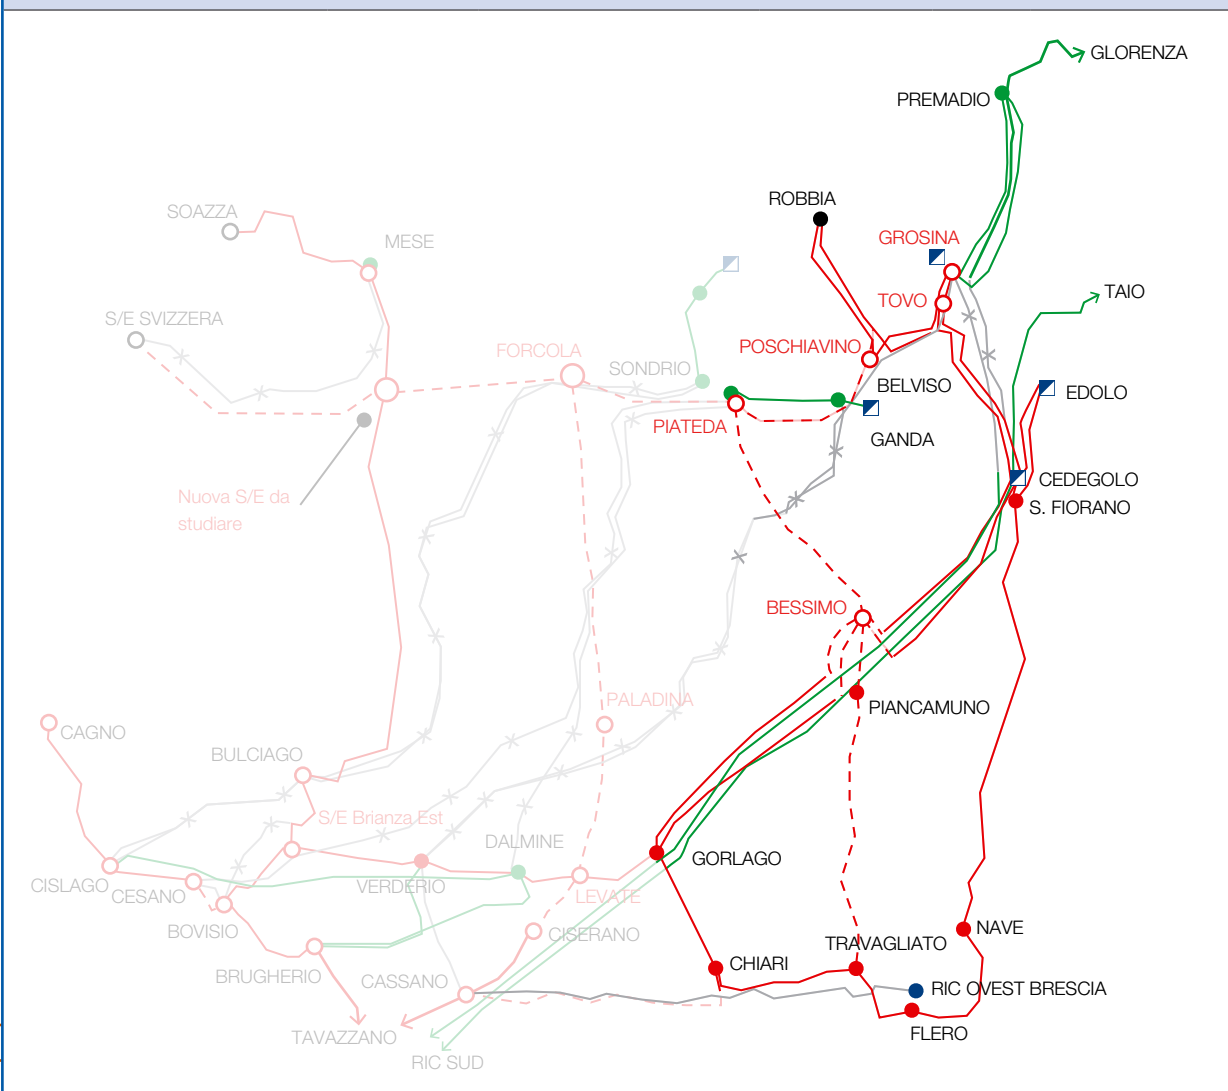 GLORENZA
PREMADIO
ROBBIA
SOAZZA
GROSINA
MESE
TAIO
TOVO
S/E SVIZZERA
POSCHIAVINO
FORCOLA
SONDRIO
BELVISO
EDOLO
PIATEDA
GANDA
CEDEGOLO
Nuova S/E da
studiare
S. FIORANO
BESSIMO
PALADINA
PIANCAMUNO
CAGNO
BULCIAGO
S/E Brianza Est
DALMINE
GORLAGO
CISLAGO
CESANO
VERDERIO
LEVATE
BOVISIO
CISERANO
NAVE
TRAVAGLIATO
CHIARI
BRUGHERIO
CASSANO
RIC OVEST BRESCIA
TAVAZZANO
FLERO
RIC SUD